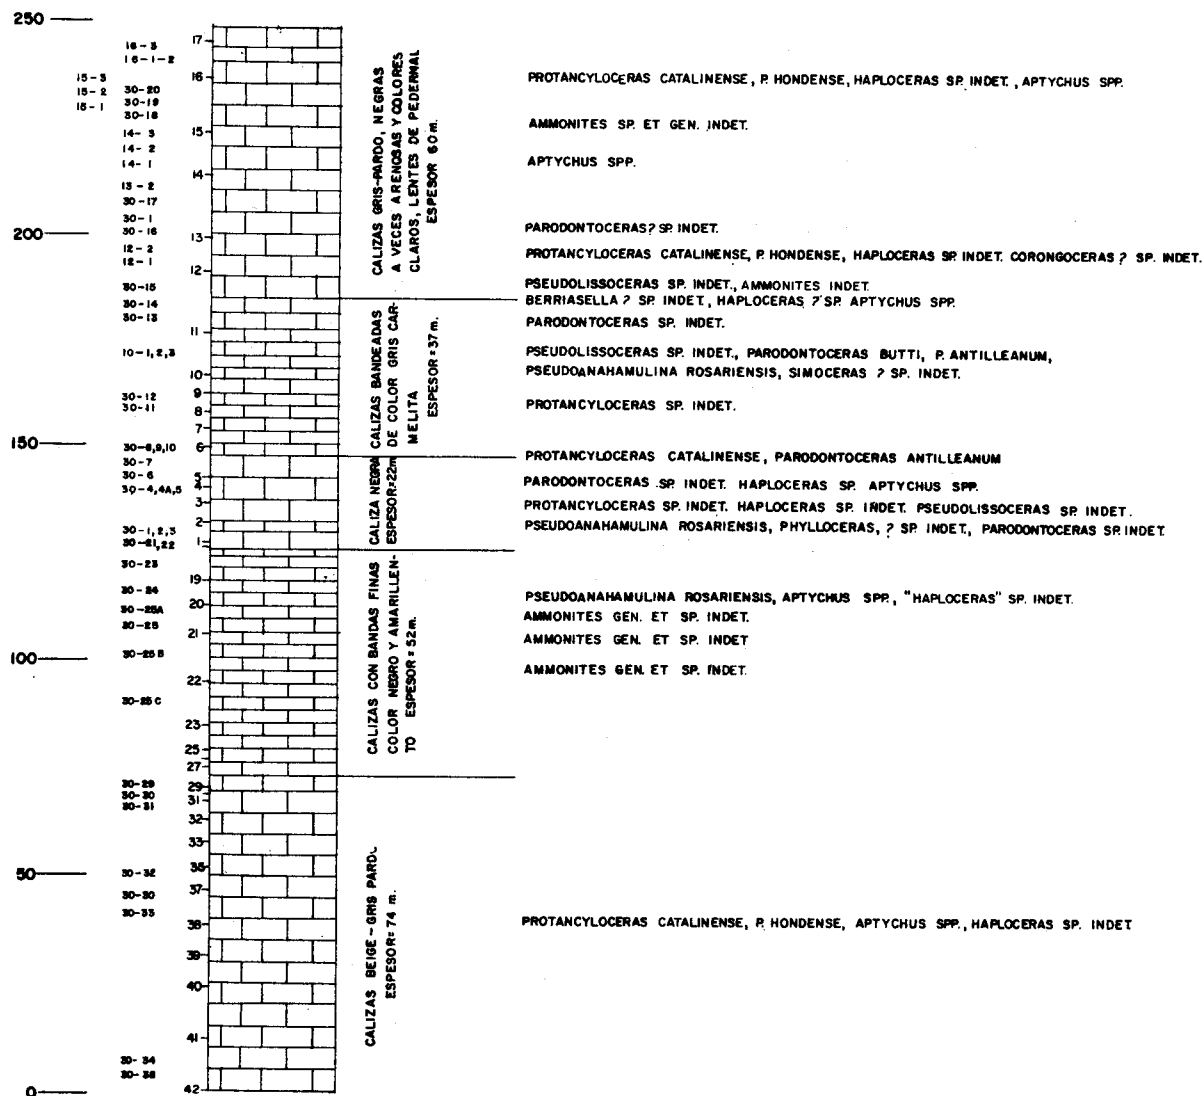 250
16-3
17
16-1-2
15-3
16
PROTANCYLOCERAS CATALINENSE, P. HONDENSE, HAPLOCERAS SP. INDET., APTYCHUS SPP.
15-2
30-20
15-1
30-19
30-18
14-3
15
AMMONITES SP. ET GEN. INDET.
14-2
14-1
APTYCHUS SPP.
14
13-2
30-17
CALIZAS GRIS-PARDO, NEGRAS
A VECES ARENOSAS Y COLORES
CLAROS, LENTES DE PEDERNAL
ESPESOR 60 m.
30-1
PARODONTOCERAS? SP. INDET.
200
30-16
13
12-2
PROTANCYLOCERAS CATALINENSE, P. HONDENSE, HAPLOCERAS SP. INDET. CORONGOCERAS ? SP. INDET.
12-1
12
30-15
PSEUDOLISSOCERAS SP. INDET., AMMONITES INDET.
30-14
BERRIASELLA ? SP. INDET., HAPLOCERAS ? SP. APTYCHUS SPP.
30-13
PARODONTOCERAS SP. INDET.
11
10-1,2,3
PSEUDOLISSOCERAS SP. INDET., PARODONTOCERAS BUTTI, P. ANTILLEANUM,
10
PSEUDOANAHAMULINA ROSARIENSIS, SIMOCERAS ? SP. INDET.
CALIZAS BANDEADAS
DE COLOR GRIS CAR-
MELITA
ESPESOR=37 m.
9
30-12
30-11
8
PROTANCYLOCERAS SP. INDET.
7
150
30-8,9,10
6
PROTANCYLOCERAS CATALINENSE, PARODONTOCERAS ANTILLEANUM
30-7
30-6
5
30-4,4A,5
4
PARODONTOCERAS SP. INDET. HAPLOCERAS SP. APTYCHUS SPP.
CALIZA NEGRA
ESPESOR=22m
3
PROTANCYLOCERAS SP. INDET. HAPLOCERAS SP. INDET. PSEUDOLISSOCERAS SP. INDET.
2
PSEUDOANAHAMULINA ROSARIENSIS, PHYLLOCERAS, ? SP. INDET., PARODONTOCERAS SP. INDET.
30-1,2,3
30-21,22
1
30-23
19
30-24
20
PSEUDOANAHAMULINA ROSARIENSIS, APTYCHUS SPP., "HAPLOCERAS" SP. INDET.
30-25A
AMMONITES GEN. ET SP. INDET.
30-25
21
AMMONITES GEN. ET SP. INDET
100
30-25B
AMMONITES GEN. ET SP. INDET.
22
CALIZAS CON BANDAS FINAS
COLOR NEGRO Y AMARILLEN-
TO ESPESOR = 52m.
30-25 C
23
25
27
30-29
29
30-30
31
30-31
32
33
35
50
30-32
37
30-30
30-33
38
PROTANCYLOCERAS CATALINENSE, P. HONDENSE, APTYCHUS SPP., HAPLOCERAS SP. INDET
CALIZAS BEIGE-GRIS PARDO
ESPESOR=74 m.
39
40
41
30-34
42
0